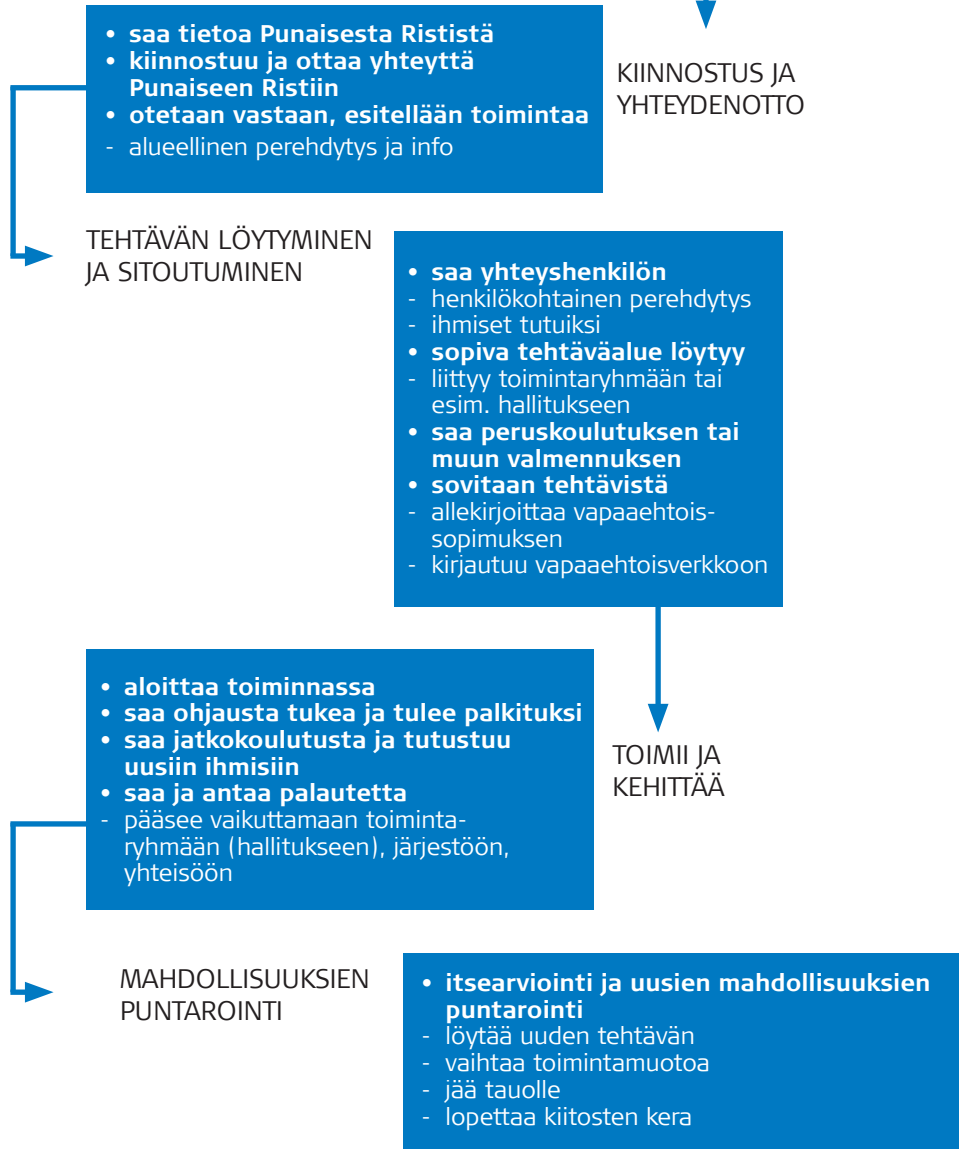 • saa tietoa Punaisesta Rististä
• kiinnostuu ja ottaa yhteyttä
Punaiseen Ristiin
• otetaan vastaan, esitellään toimintaa
- alueellinen perehdytys ja info
KIINNOSTUS JA
YHTEYDENOTTO
TEHTÄVÄN LÖYTYMINEN
JA SITOUTUMINEN
• saa yhteyshenkilön
- henkilökohtainen perehdytys
- ihmiset tutuiksi
• sopiva tehtäväalue löytyy
- liittyy toimintaryhmään tai
esim. hallitukseen
• saa peruskoulutuksen tai
muun valmennuksen
• sovitaan tehtävistä
- allekirjoittaa vapaaehtois-
sopimuksen
- kirjautuu vapaaehtoisverkkoon
• aloittaa toiminnassa
• saa ohjausta tukea ja tulee palkituksi
• saa jatkokoulutusta ja tutustuu
uusiin ihmisiin
• saa ja antaa palautetta
- pääsee vaikuttamaan toiminta-
ryhmään (hallitukseen), järjestöön,
yhteisöön
TOIMII JA
KEHITTÄÄ
MAHDOLLISUUKSIEN
PUNTAROINTI
• itsearviointi ja uusien mahdollisuuksien
puntarointi
- löytää uuden tehtävän
- vaihtaa toimintamuotoa
- jää tauolle
- lopettaa kiitosten kera